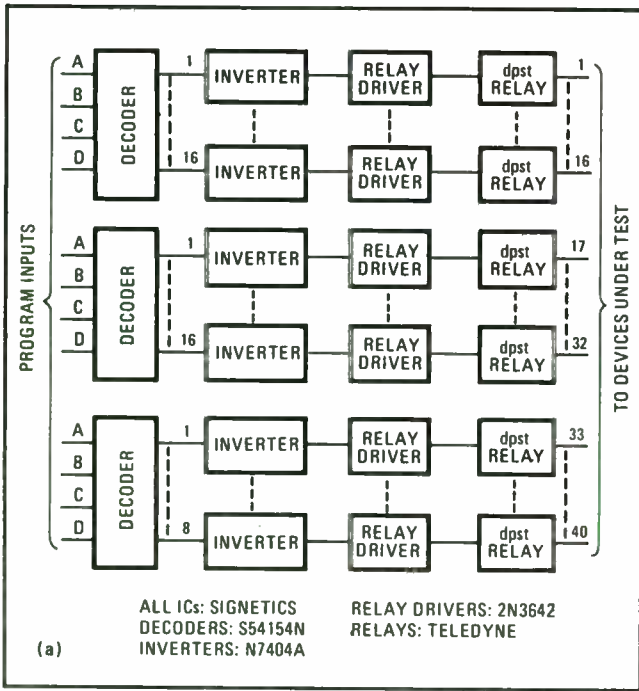 PROGRAM INPUTS
A
B
C
D
DECODER
1
16
INVERTER
RELAY DRIVER
dpst RELAY
1
INVERTER
RELAY DRIVER
dpst RELAY
16
A
B
C
D
DECODER
1
16
INVERTER
RELAY DRIVER
dpst RELAY
17
INVERTER
RELAY DRIVER
dpst RELAY
32
A
B
C
D
DECODER
1
8
INVERTER
RELAY DRIVER
dpst RELAY
33
INVERTER
RELAY DRIVER
dpst RELAY
40
TO DEVICES UNDER TEST
(a)
ALL ICs: SIGNETICS
DECODERS: S54154N
INVERTERS: N7404A
RELAY DRIVERS: 2N3642
RELAYS: TELEDYNE